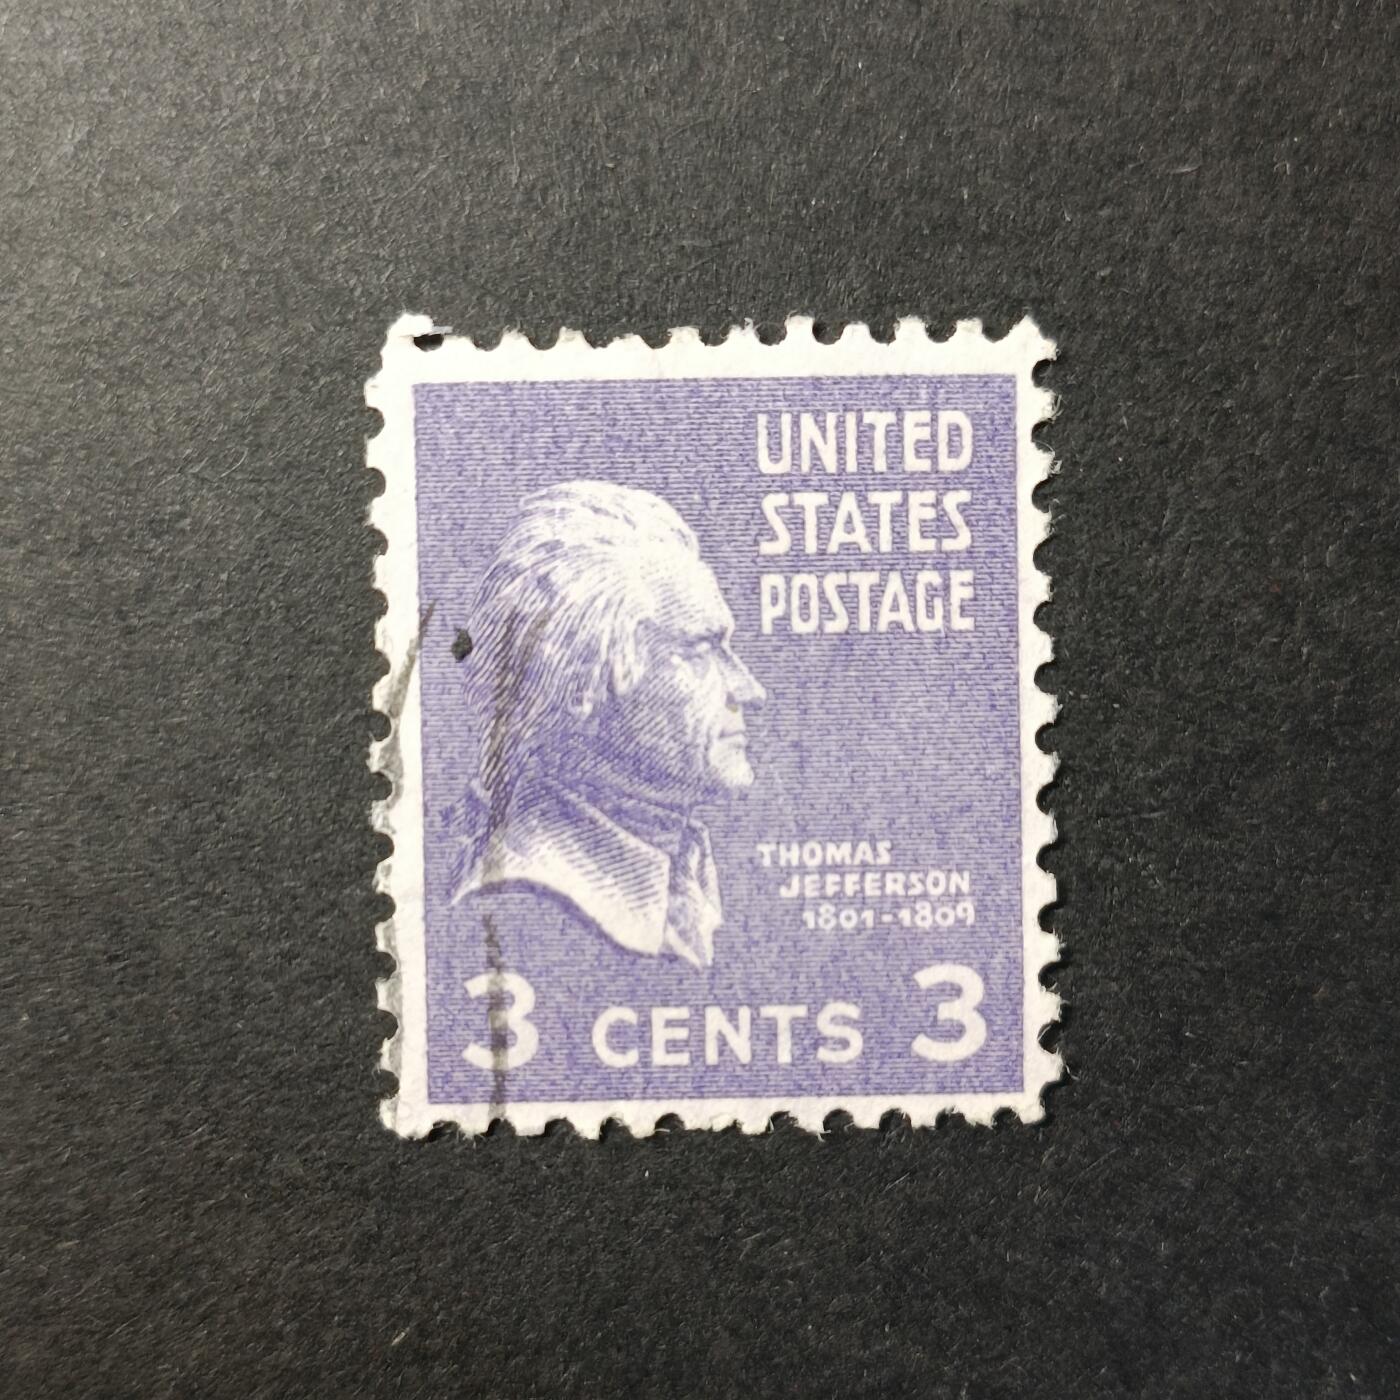 UNITED
STATES
POSTAGE
THOMAS
JEFFERSON
1801-1809
3 CENTS 3